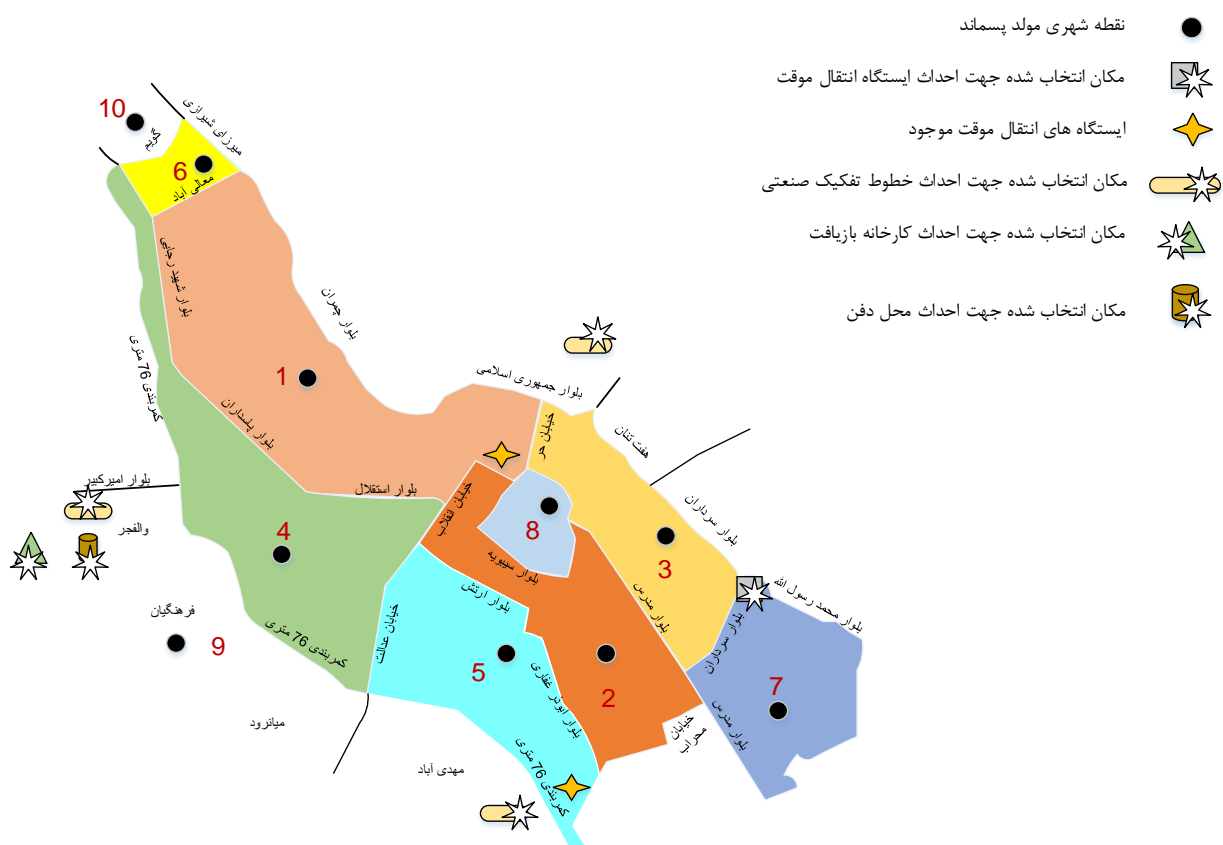 نقطه شهری مولد پسماند
مکان انتخاب شده جهت احداث ایستگاه انتقال موقت
ایستگاه های انتقال موقت موجود
مکان انتخاب شده جهت احداث خطوط تفکیک صنعتی
مکان انتخاب شده جهت احداث کارخانه بازیافت
مکان انتخاب شده جهت احداث محل دفن
10
گویم
میرزای شیرازی
6
معالی آباد
بلوار شهید رجایی
بلوار چمران
کمربندی 76 متری
1
بلوار پاسداران
بلوار جمهوری اسلامی
خیابان حر
هفت تنان
بلوار امیرکبیر
بلوار استقلال
خیابان انقلاب
بلوار سرداران
والفجر
4
8
3
بلوار سیبویه
بلوار مدرس
بلوار محمد رسول الله
بلوار ارتش
فرهنگیان
9
خیابان عدالت
کمربندی 76 متری
بلوار سرداران
5
2
7
بلوار ابوذر غفاری
میانرود
خیابان
بلوار مدرس
مهدی آباد
کمربندی 76 متری